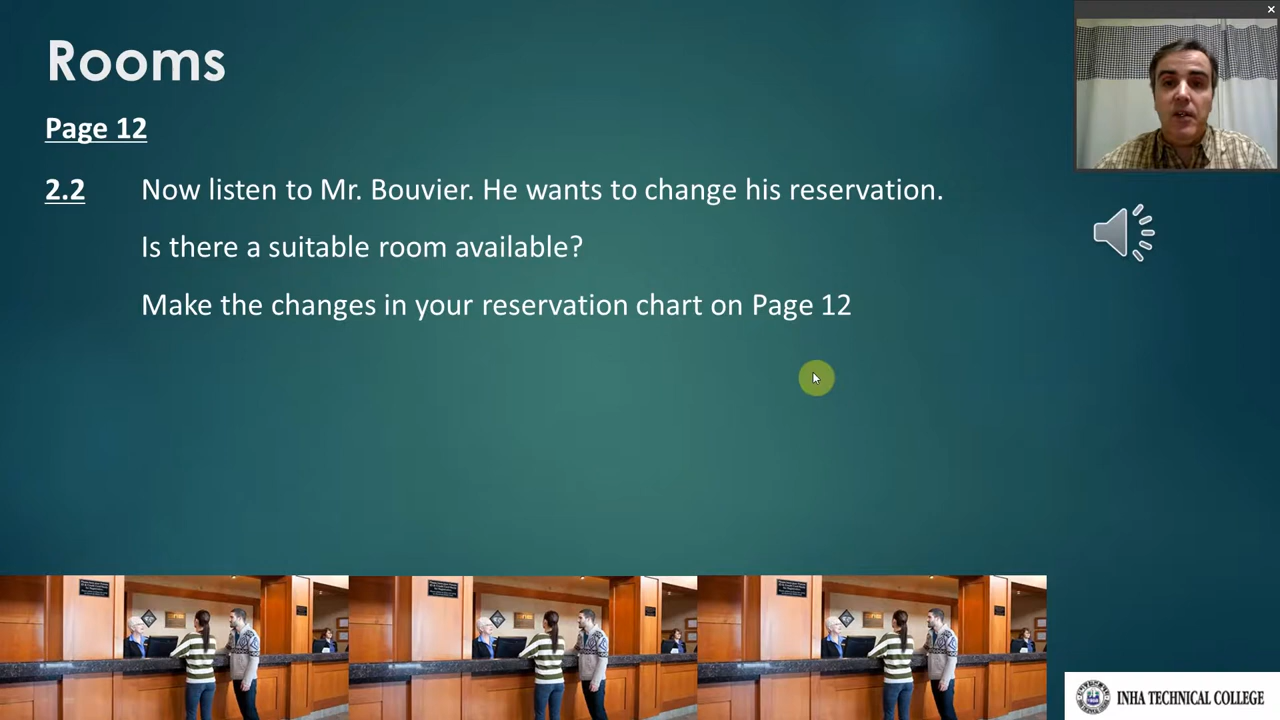 Rooms
Page 12
2.2 Now listen to Mr. Bouvier. He wants to change his reservation.
Is there a suitable room available?
Make the changes in your reservation chart on Page 12
INHA TECHNICAL COLLEGE